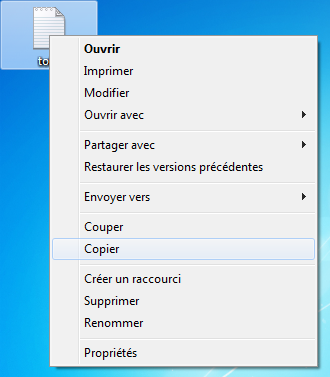 Ouvrir
Imprimer
Modifier
Ouvrir avec
Partager avec
Restaurer les versions précédentes
Envoyer vers
Couper
Copier
Créer un raccourci
Supprimer
Renommer
Propriétés